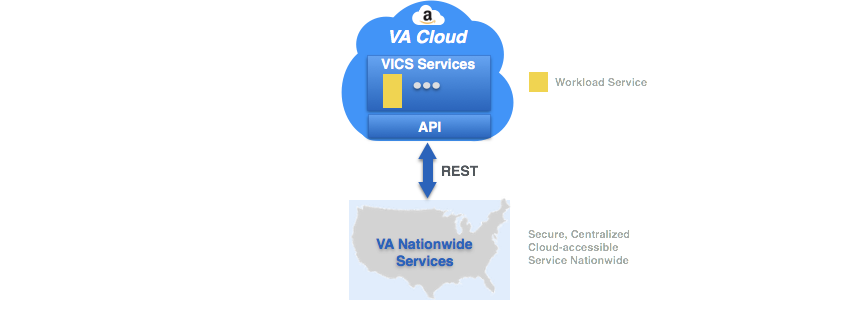 a
VA Cloud
VICS Services
Workload Service
API
REST
VA Nationwide
Services
Secure, Centralized
Cloud-accessible
Service Nationwide